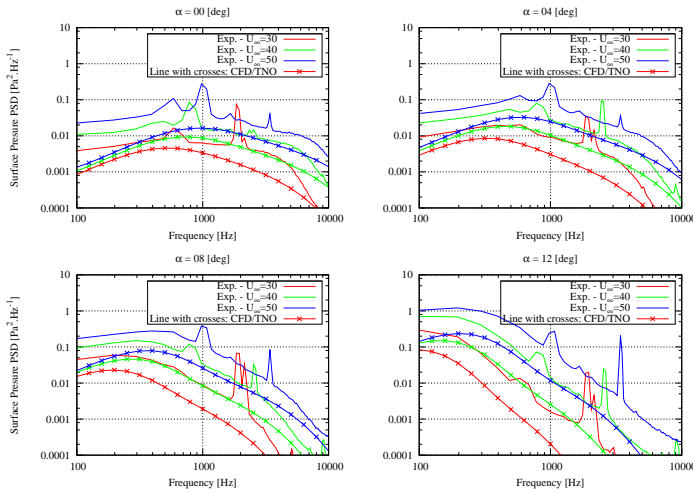 α = 00 [deg]
Surface Pressure PSD [Pa².Hz⁻¹]
10
1
0.1
0.01
0.001
0.0001
Exp. - U∞=30
Exp. - U∞=40
Exp. - U∞=50
Line with crosses: CFD/TNO
100
1000
10000
Frequency [Hz]
α = 04 [deg]
10
1
0.1
0.01
0.001
0.0001
Exp. - U∞=30
Exp. - U∞=40
Exp. - U∞=50
Line with crosses: CFD/TNO
100
1000
10000
Frequency [Hz]
α = 08 [deg]
Surface Pressure PSD [Pa².Hz⁻¹]
10
1
0.1
0.01
0.001
0.0001
Exp. - U∞=30
Exp. - U∞=40
Exp. - U∞=50
Line with crosses: CFD/TNO
100
1000
10000
Frequency [Hz]
α = 12 [deg]
10
1
0.1
0.01
0.001
0.0001
Exp. - U∞=30
Exp. - U∞=40
Exp. - U∞=50
Line with crosses: CFD/TNO
100
1000
10000
Frequency [Hz]